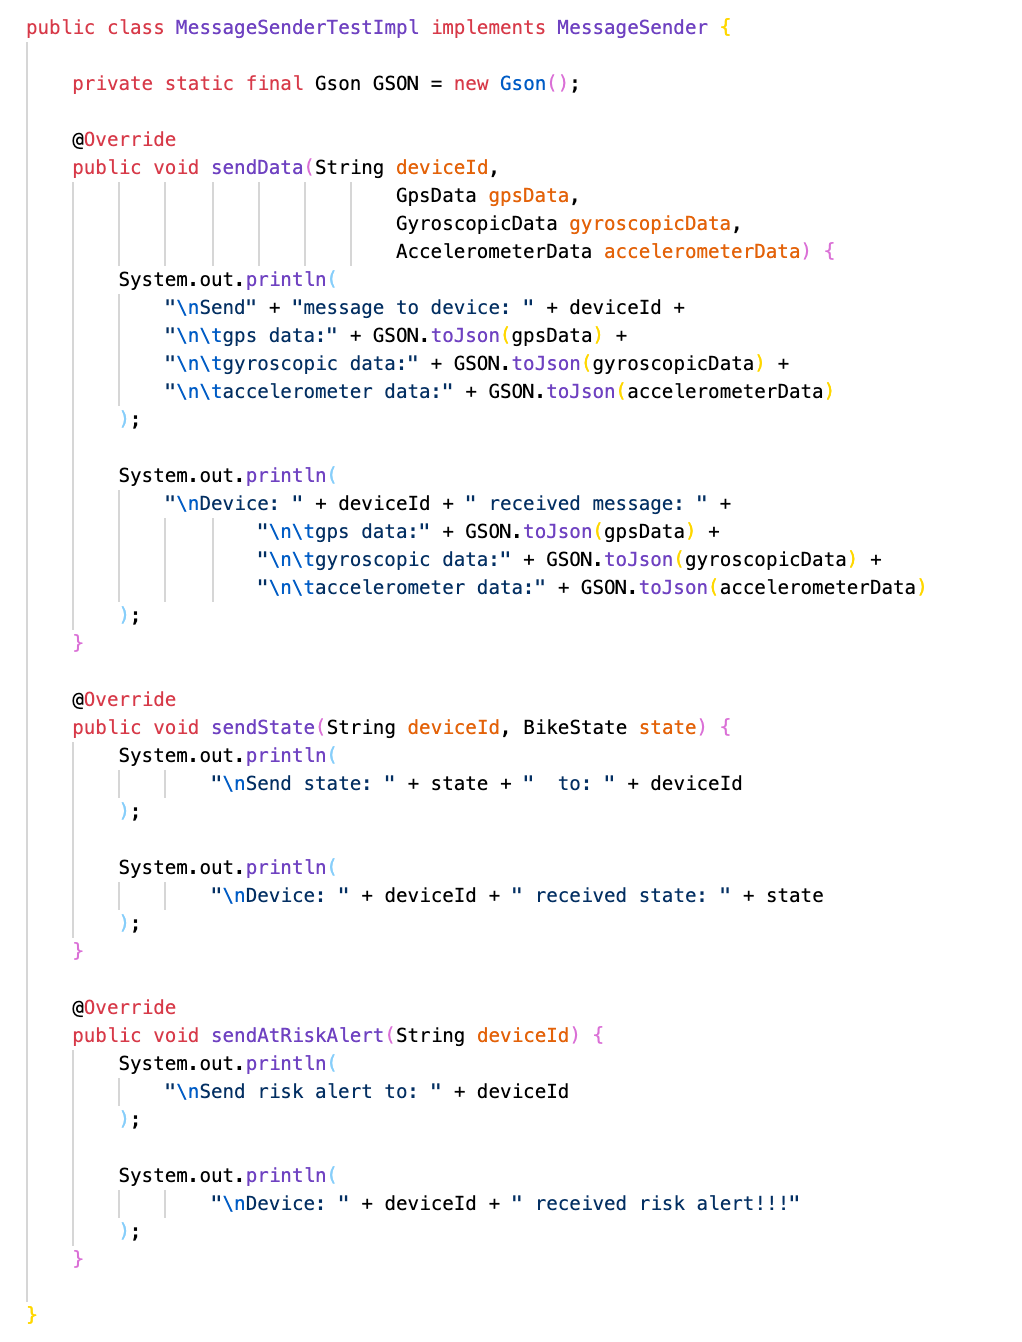 public class MessageSenderTestImpl implements MessageSender {
private static final Gson GSON = new Gson();
@Override
public void sendData(String deviceId,
GpsData gpsData,
GyroscopicData gyroscopicData,
AccelerometerData accelerometerData) {
System.out.println(
"\nSend" + "message to device: " + deviceId +
"\n\tgps data:" + GSON.toJson(gpsData) +
"\n\tgyroscopic data:" + GSON.toJson(gyroscopicData) +
"\n\taccelerometer data:" + GSON.toJson(accelerometerData)
);
System.out.println(
"\nDevice: " + deviceId + " received message: " +
"\n\tgps data:" + GSON.toJson(gpsData) +
"\n\tgyroscopic data:" + GSON.toJson(gyroscopicData) +
"\n\taccelerometer data:" + GSON.toJson(accelerometerData)
);
}
@Override
public void sendState(String deviceId, BikeState state) {
System.out.println(
"\nSend state: " + state + "  to: " + deviceId
);
System.out.println(
"\nDevice: " + deviceId + " received state: " + state
);
}
@Override
public void sendAtRiskAlert(String deviceId) {
System.out.println(
"\nSend risk alert to: " + deviceId
);
System.out.println(
"\nDevice: " + deviceId + " received risk alert!!!"
);
}
}